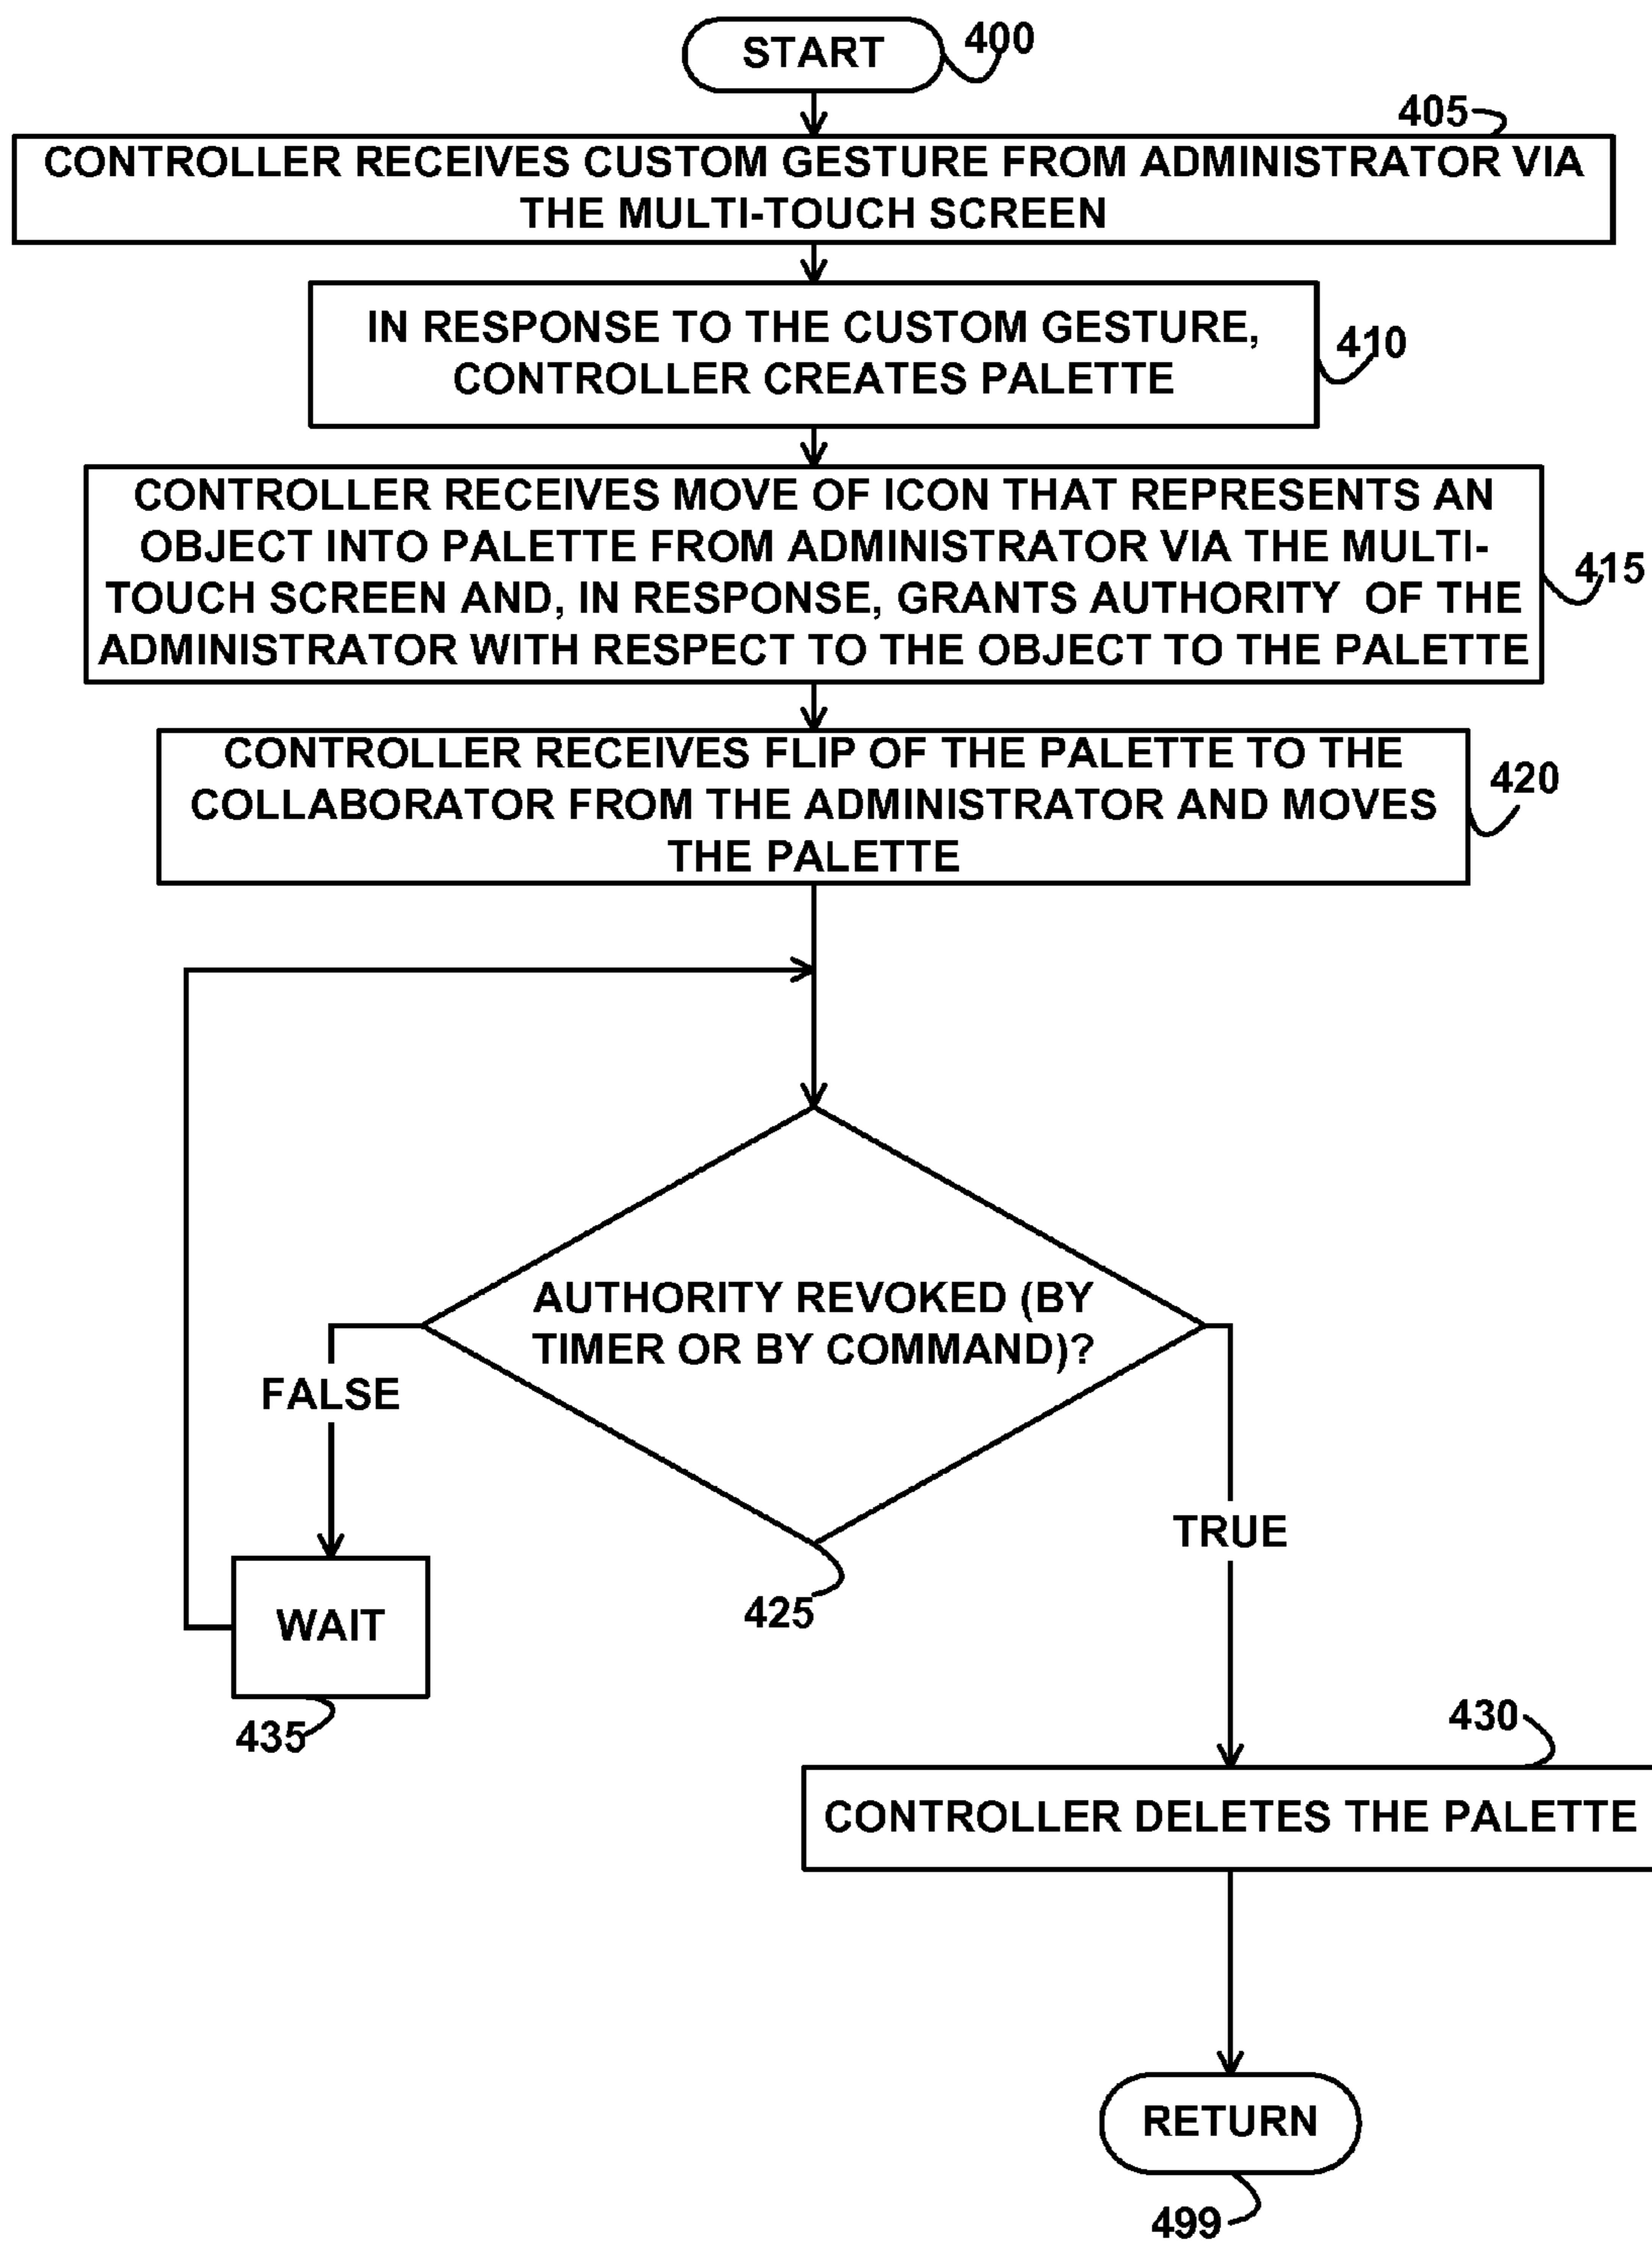 START
400
405
CONTROLLER RECEIVES CUSTOM GESTURE FROM ADMINISTRATOR VIA
THE MULTI-TOUCH SCREEN
IN RESPONSE TO THE CUSTOM GESTURE,
CONTROLLER CREATES PALETTE
410
CONTROLLER RECEIVES MOVE OF ICON THAT REPRESENTS AN
OBJECT INTO PALETTE FROM ADMINISTRATOR VIA THE MULTI-
TOUCH SCREEN AND, IN RESPONSE, GRANTS AUTHORITY OF THE
ADMINISTRATOR WITH RESPECT TO THE OBJECT TO THE PALETTE
415
CONTROLLER RECEIVES FLIP OF THE PALETTE TO THE
COLLABORATOR FROM THE ADMINISTRATOR AND MOVES
THE PALETTE
420
AUTHORITY REVOKED (BY
TIMER OR BY COMMAND)?
425
FALSE
WAIT
435
TRUE
430
CONTROLLER DELETES THE PALETTE
RETURN
499